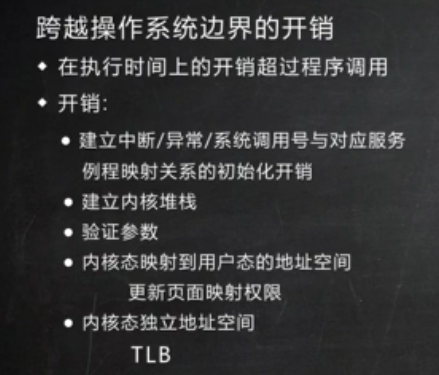 跨越操作系统边界的开销
在执行时间上的开销超过程序调用
开销:
建立中断/异常/系统调用号与对应服务
例程映射关系的初始化开销
建立内核堆栈
验证参数
内核态映射到用户态的地址空间
更新页面映射权限
内核态独立地址空间
TLB